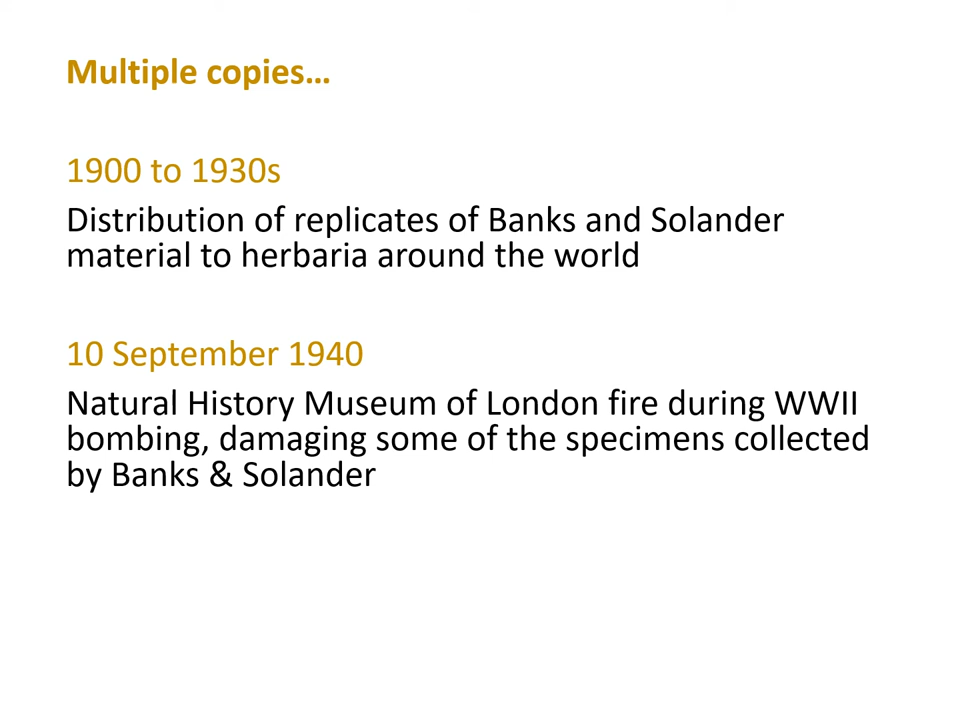 Multiple copies…
1900 to 1930s
Distribution of replicates of Banks and Solander
material to herbaria around the world
10 September 1940
Natural History Museum of London fire during WWII
bombing, damaging some of the specimens collected
by Banks & Solander